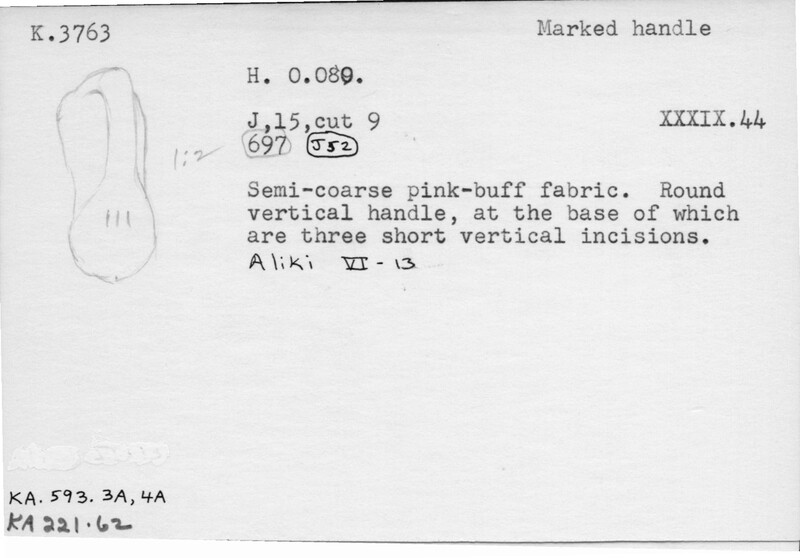 K.3763
Marked handle
H. 0.089.
J,15,cut 9
XXXIX.44
697 J52
1:2
Semi-coarse pink-buff fabric. Round
vertical handle, at the base of which
are three short vertical incisions.
Aliki VI-13
KA.593.3A,4A
KA 221.62